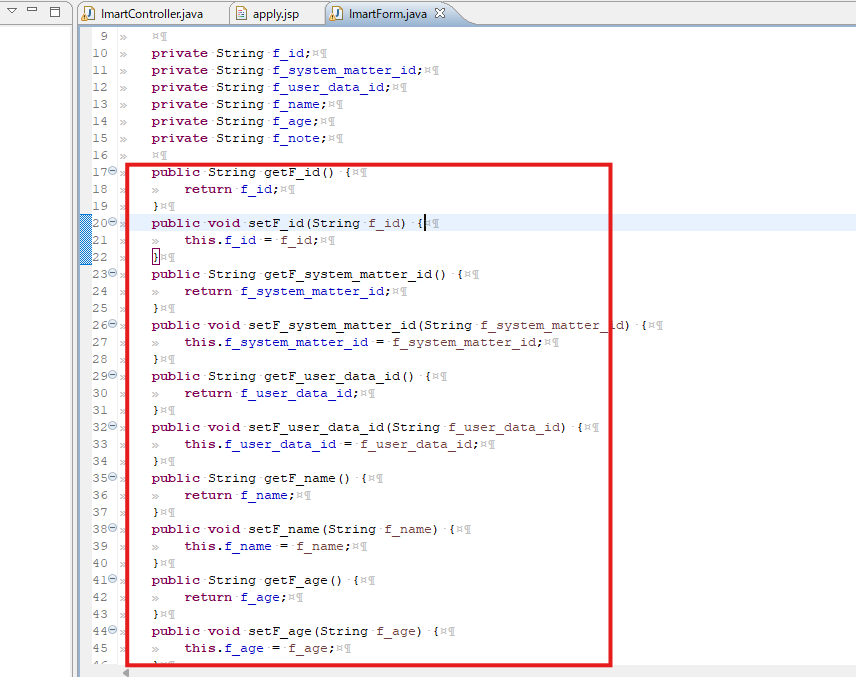 ImartController.java apply.jsp ImartForm.java
9
10 private String f_id;
11 private String f_system_matter_id;
12 private String f_user_data_id;
13 private String f_name;
14 private String f_age;
15 private String f_note;
16
17 public String getF_id() {
18 return f_id;
19 }
20 public void setF_id(String f_id) {
21 this.f_id = f_id;
22 }
23 public String getF_system_matter_id() {
24 return f_system_matter_id;
25 }
26 public void setF_system_matter_id(String f_system_matter_id) {
27 this.f_system_matter_id = f_system_matter_id;
28 }
29 public String getF_user_data_id() {
30 return f_user_data_id;
31 }
32 public void setF_user_data_id(String f_user_data_id) {
33 this.f_user_data_id = f_user_data_id;
34 }
35 public String getF_name() {
36 return f_name;
37 }
38 public void setF_name(String f_name) {
39 this.f_name = f_name;
40 }
41 public String getF_age() {
42 return f_age;
43 }
44 public void setF_age(String f_age) {
45 this.f_age = f_age;